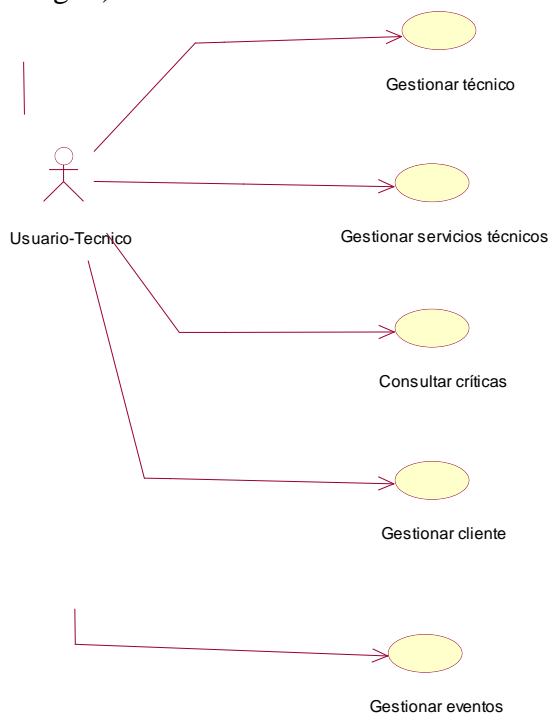 Gestionar técnico
Usuario-Tecnico
Gestionar servicios técnicos
Consultar críticas
Gestionar cliente
Gestionar eventos